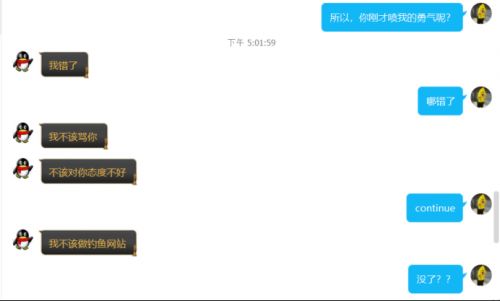 所以，你刚才喷我的勇气呢？
下午 5:01:59
我错了
哪错了
我不该骂你
不该对你态度不好
continue
我不该做钓鱼网站
没了？？